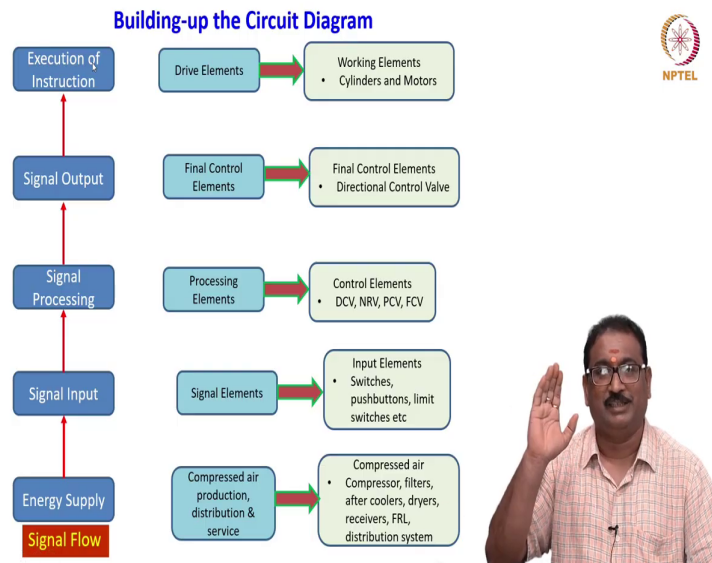 Building-up the Circuit Diagram
NPTEL
Execution of
Instruction
Drive Elements
Working Elements
• Cylinders and Motors
Signal Output
Final Control
Elements
Final Control Elements
• Directional Control Valve
Signal
Processing
Processing
Elements
Control Elements
• DCV, NRV, PCV, FCV
Signal Input
Signal Elements
Input Elements
• Switches,
pushbuttons, limit
switches etc
Energy Supply
Compressed air
production,
distribution &
service
Compressed air
• Compressor, filters,
after coolers, dryers,
receivers, FRL,
distribution system
Signal Flow